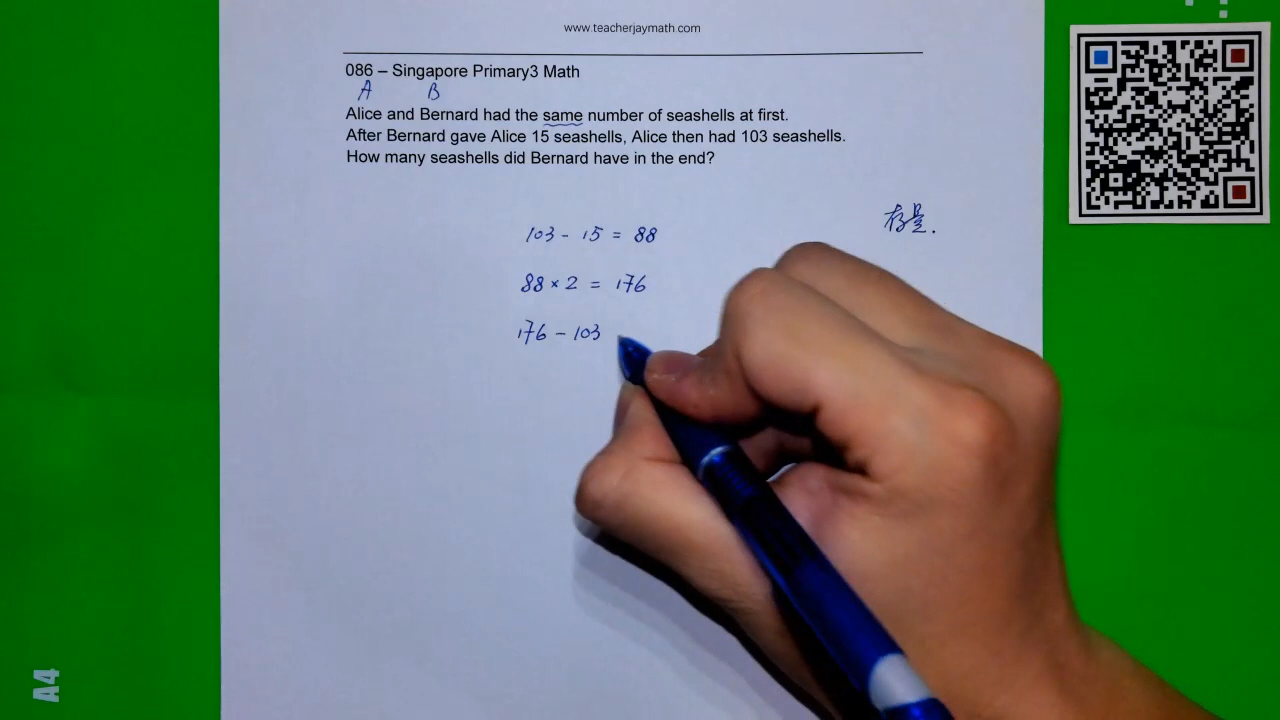 www.teacherjaymath.com
086 – Singapore Primary3 Math
A B
Alice and Bernard had the same number of seashells at first.
After Bernard gave Alice 15 seashells, Alice then had 103 seashells.
How many seashells did Bernard have in the end?
103 - 15 = 88
88 × 2 = 176
176 - 103
A4